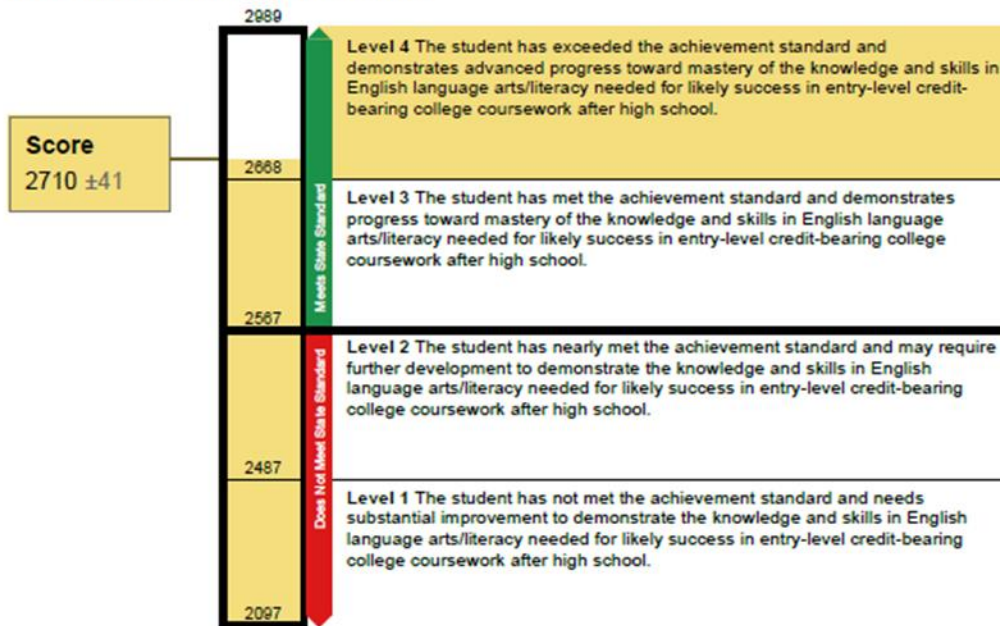 2989
Level 4 The student has exceeded the achievement standard and
demonstrates advanced progress toward mastery of the knowledge and skills in
English language arts/literacy needed for likely success in entry-level credit-
bearing college coursework after high school.
Score
2710 ±41
2668
Level 3 The student has met the achievement standard and demonstrates
progress toward mastery of the knowledge and skills in English language
arts/literacy needed for likely success in entry-level credit-bearing college
coursework after high school.
Meets State Standard
2567
Level 2 The student has nearly met the achievement standard and may require
further development to demonstrate the knowledge and skills in English
language arts/literacy needed for likely success in entry-level credit-bearing
college coursework after high school.
Does Not Meet State Standard
2487
Level 1 The student has not met the achievement standard and needs
substantial improvement to demonstrate the knowledge and skills in English
language arts/literacy needed for likely success in entry-level credit-bearing
college coursework after high school.
2097